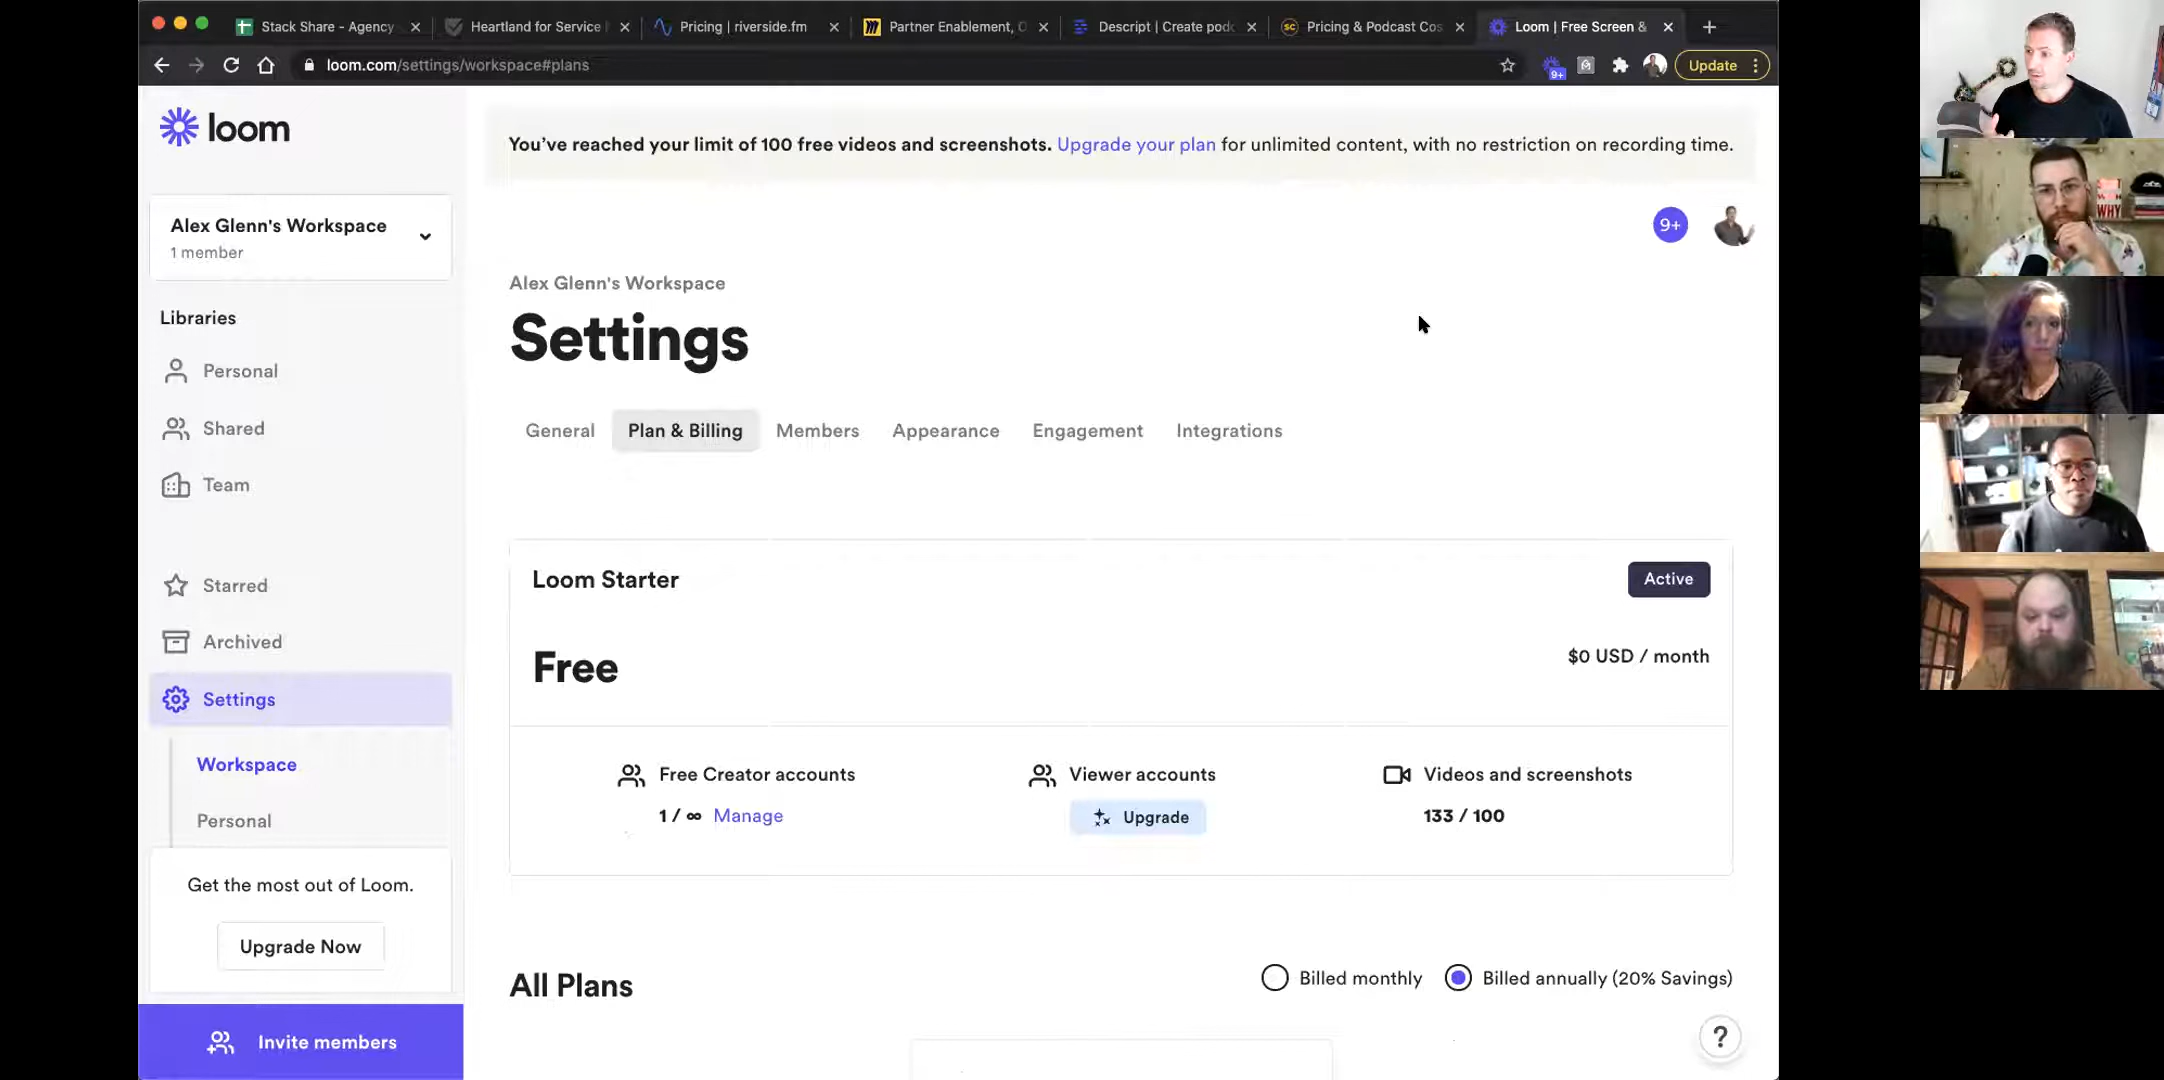 Stack Share - Agency
Heartland for Service
Pricing | riverside.fm
Partner Enablement, O
Descript | Create pod
Pricing & Podcast Cos
Loom | Free Screen &
loom.com/settings/workspace#plans
9+
Update
loom
You've reached your limit of 100 free videos and screenshots. Upgrade your plan for unlimited content, with no restriction on recording time.
Alex Glenn's Workspace
1 member
9+
Alex Glenn's Workspace
Settings
Libraries
Personal
Shared
Team
Starred
Archived
Settings
Workspace
Personal
Get the most out of Loom.
Upgrade Now
Invite members
General Plan & Billing Members Appearance Engagement Integrations
Loom Starter
Active
Free
$0 USD / month
Free Creator accounts
1 / ∞ Manage
Viewer accounts
Upgrade
Videos and screenshots
133 / 100
All Plans
Billed monthly
Billed annually (20% Savings)
?
WHY